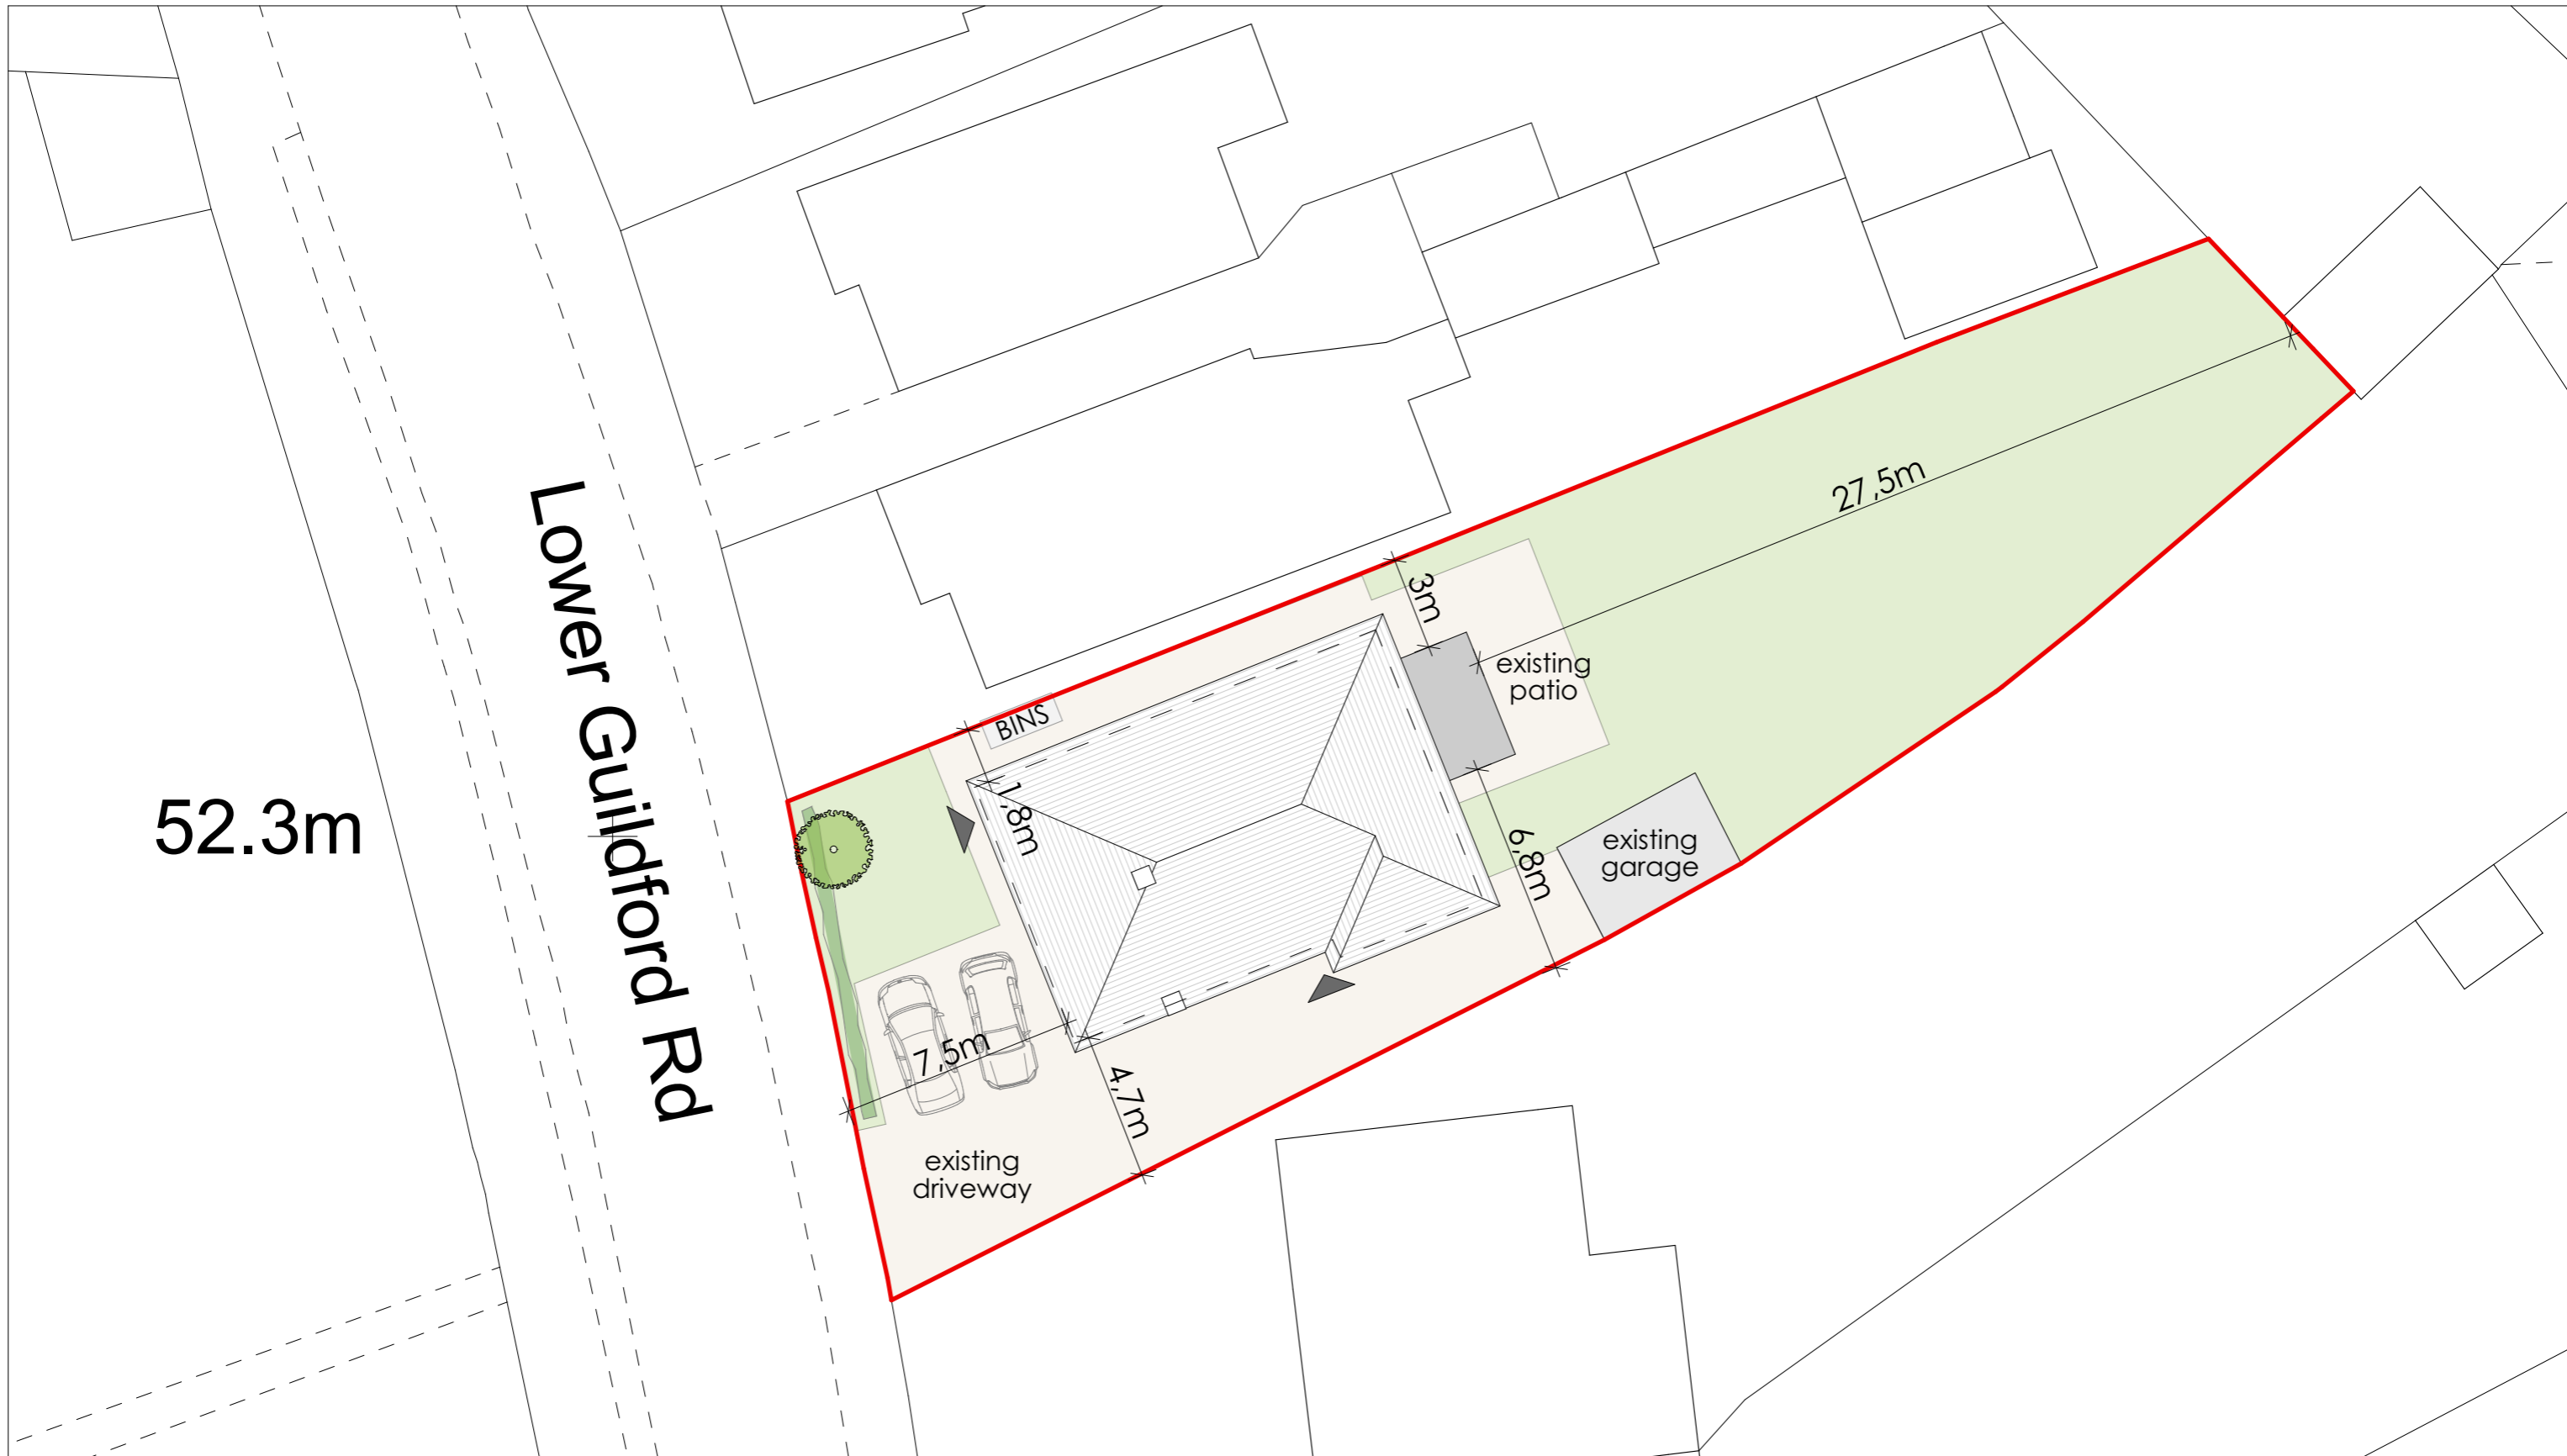 27,5m
Lower Guildford Rd
3m
existing
patio
BINS
1,8m
52.3m
existing
garage
6,8m
7,5m
4,7m
existing
driveway